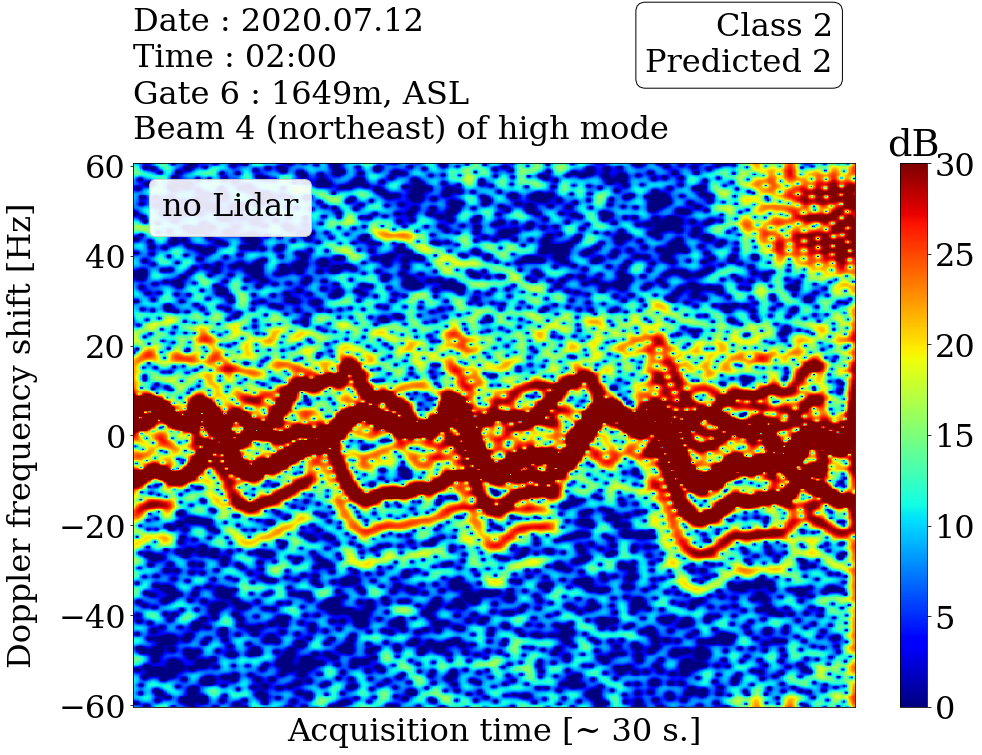 Date : 2020.07.12
Time : 02:00
Gate 6 : 1649m, ASL
Beam 4 (northeast) of high mode
Class 2
Predicted 2
dB
no Lidar
Doppler frequency shift [Hz]
60
40
20
0
−20
−40
−60
30
25
20
15
10
5
0
Acquisition time [~ 30 s.]